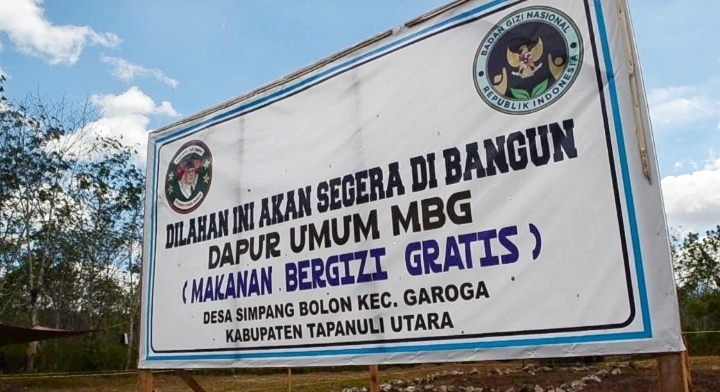 BADAN GIZI NASIONAL
REPUBLIK INDONESIA
DILAHAN INI AKAN SEGERA DI BANGUN
DAPUR UMUM MBG
( MAKANAN BERGIZI GRATIS )
DESA SIMPANG BOLON KEC. GAROGA
KABUPATEN TAPANULI UTARA